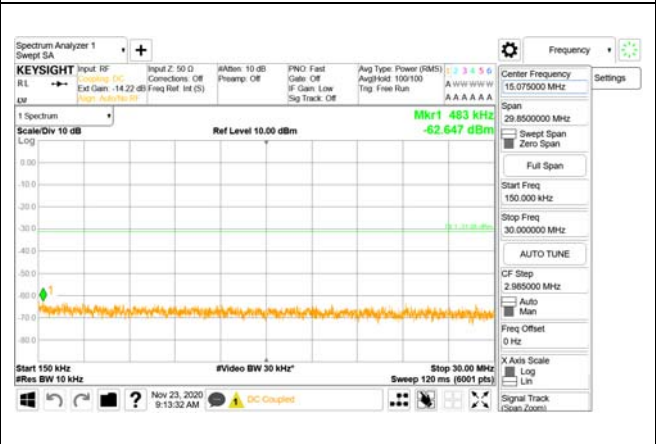 Spectrum Analyzer 1
Swept SA
Frequency
KEYSIGHT
RL
Input: RF
Coupling: DC
Ext Gain: -14.22 dB
Align: Auto/No RF
Input Z: 50 Ω
Corrections: Off
Freq Ref: Int (S)
#Atten: 10 dB
Preamp: Off
PNO: Fast
Gate: Off
IF Gain: Low
Sig Track: Off
Avg Type: Power (RMS)
Avg|Hold: 100/100
Trig: Free Run
1 2 3 4 5 6
A W W W W W
A A A A A A
Center Frequency
15.075000 MHz
Settings
1 Spectrum
Scale/Div 10 dB
Ref Level 10.00 dBm
Mkr1 483 kHz
-62.647 dBm
Log
0.00
-10.0
-20.0
-30.0
-40.0
-50.0
-60.0
-70.0
-80.0
1
Span
29.8500000 MHz
Swept Span
Zero Span
Full Span
Start Freq
150.000 kHz
Stop Freq
30.000000 MHz
AUTO TUNE
CF Step
2.985000 MHz
Auto
Man
Freq Offset
0 Hz
X Axis Scale
Log
Lin
Signal Track
(Span Zoom)
Start 150 kHz
#Video BW 30 kHz*
Stop 30.00 MHz
#Res BW 10 kHz
Sweep 120 ms (6001 pts)
?
Nov 23, 2020
9:13:32 AM
1
DC Coupled